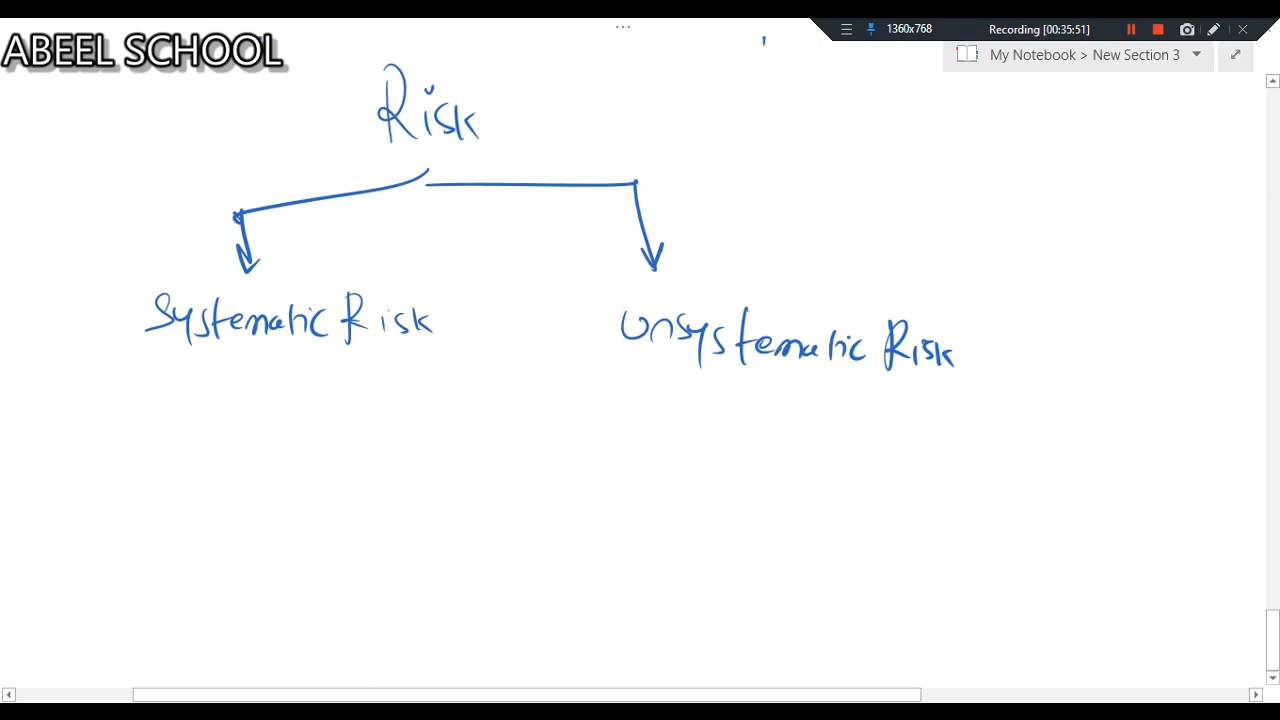 ABEEL SCHOOL
1360x768
Recording [00:35:51]
My Notebook > New Section 3
Risk
Systematic Risk
Unsystematic Risk